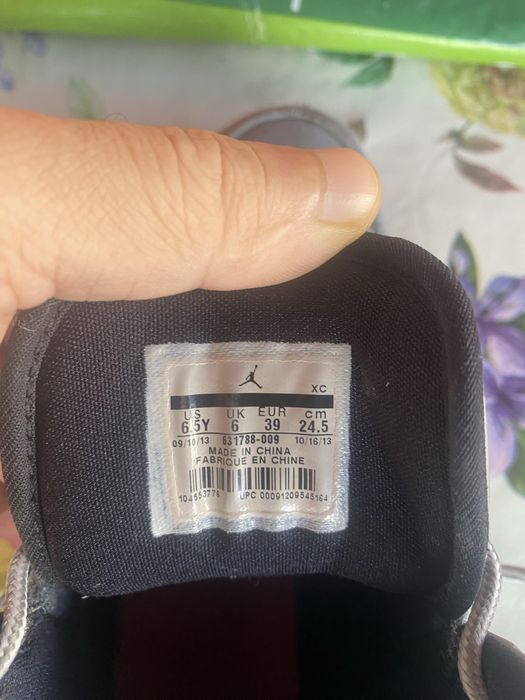 XC
US UK EUR cm
6.5Y 6 39 24.5
09/10/13 631788-009 10/16/13
MADE IN CHINA
FABRIQUE EN CHINE
104553776 UPC 00091209545164